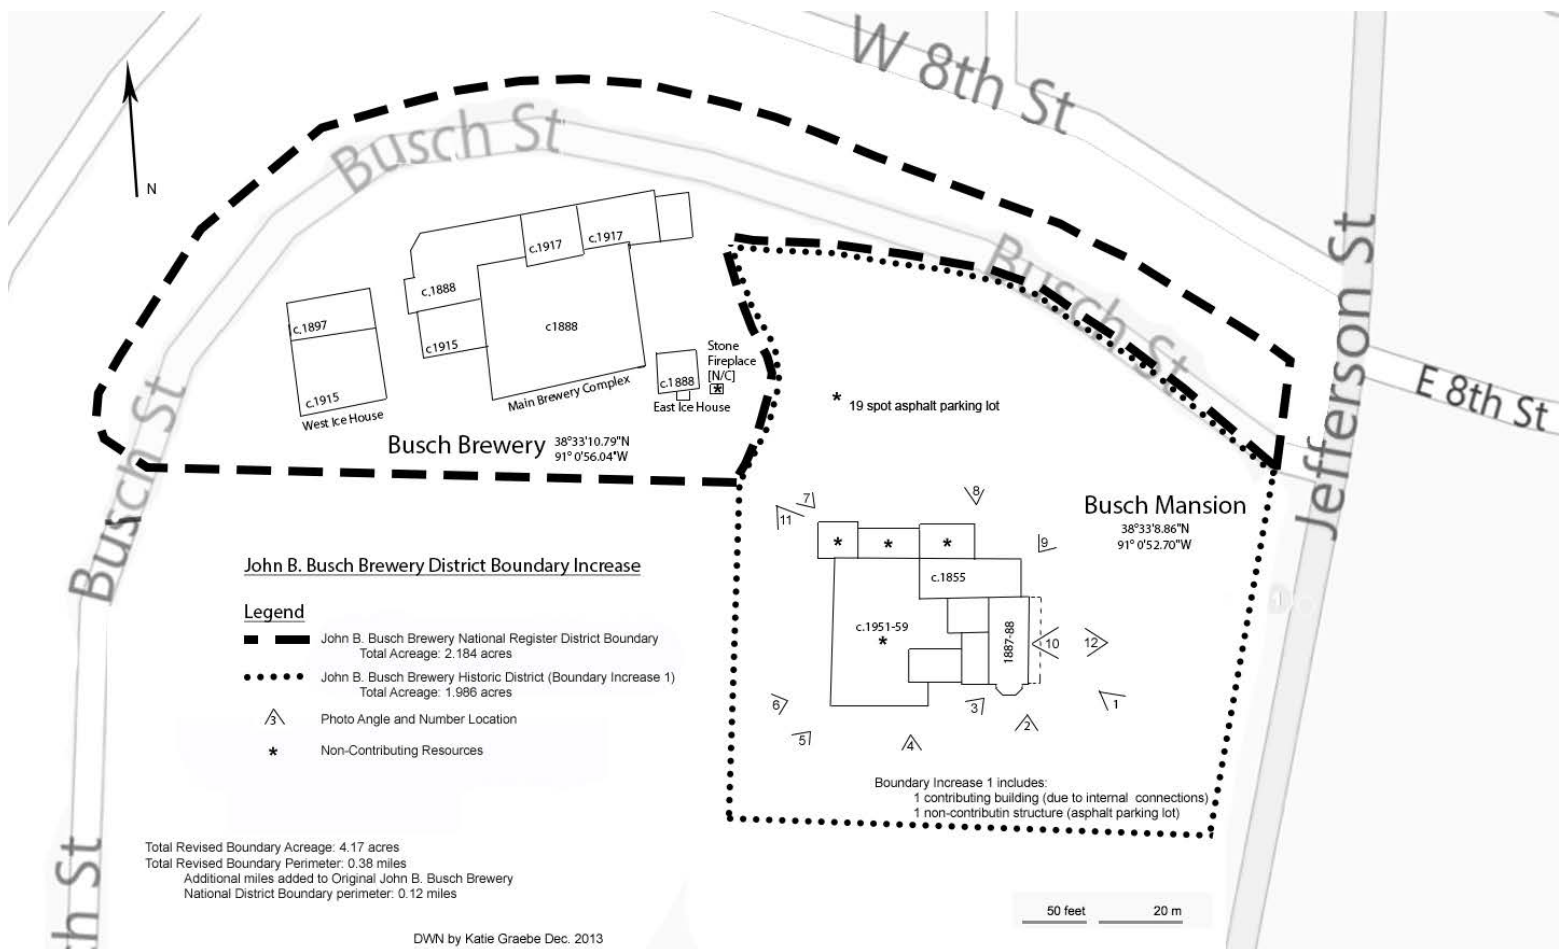 W 8th St
Busch St
N
Jefferson St
Busch St
c.1917
c.1917
c.1888
c1888
c.1915
c.1897
c.1915
West Ice House
Main Brewery Complex
c.1888
East Ice House
Stone
Fireplace
[N/C]
*
Busch Brewery
38°33'10.79"N
91° 0'56.04"W
* 19 spot asphalt parking lot
E 8th St
Busch St
Busch Mansion
38°33'8.86"N
91° 0'52.70"W
7
8
11
9
* * *
c.1855
c.1951-59
*
1887-88
10
12
6
3
1
2
5
4
John B. Busch Brewery District Boundary Increase
Legend
John B. Busch Brewery National Register District Boundary
Total Acreage: 2.184 acres
John B. Busch Brewery Historic District (Boundary Increase 1)
Total Acreage: 1.986 acres
3 Photo Angle and Number Location
* Non-Contributing Resources
Boundary Increase 1 includes:
1 contributing building (due to internal connections)
1 non-contributin structure (asphalt parking lot)
Total Revised Boundary Acreage: 4.17 acres
Total Revised Boundary Perimeter: 0.38 miles
Additional miles added to Original John B. Busch Brewery
National District Boundary perimeter: 0.12 miles
ch St
50 feet
20 m
DWN by Katie Graebe Dec. 2013